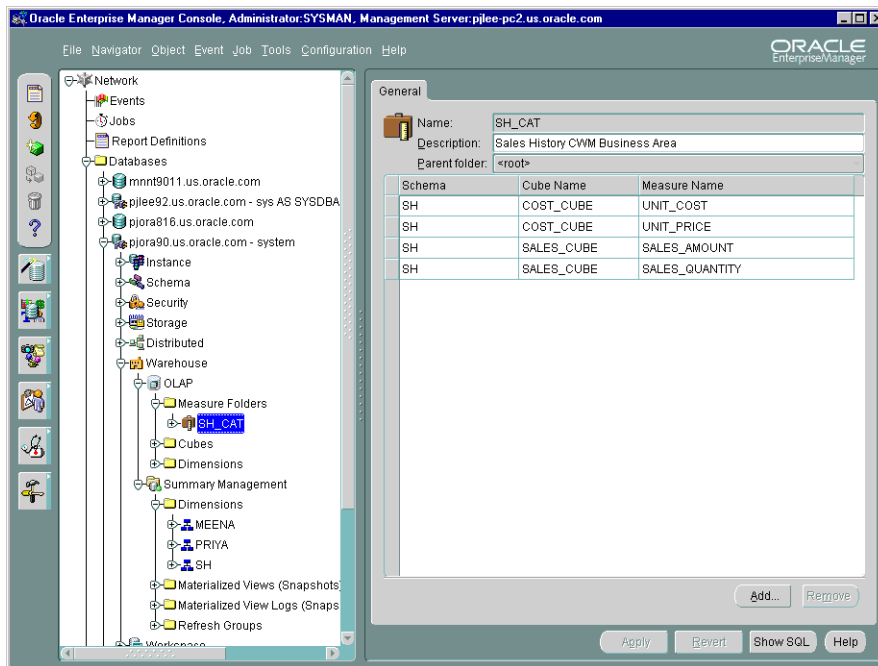 Oracle Enterprise Manager Console, Administrator:SYSMAN, Management Server:pjlee-pc2.us.oracle.com
File Navigator Object Event Job Tools Configuration Help
ORACLE
EnterpriseManager
Network
Events
Jobs
Report Definitions
Databases
mnnt9011.us.oracle.com
pjlee92.us.oracle.com - sys AS SYSDBA
pjora816.us.oracle.com
pjora90.us.oracle.com - system
Instance
Schema
Security
Storage
Distributed
Warehouse
OLAP
Measure Folders
SH_CAT
Cubes
Dimensions
Summary Management
Dimensions
MEENA
PRIYA
SH
Materialized Views (Snapshots)
Materialized View Logs (Snaps
Refresh Groups
Workspace
General
Name: SH_CAT
Description: Sales History CWM Business Area
Parent folder: <root>
Schema Cube Name Measure Name
SH COST_CUBE UNIT_COST
SH COST_CUBE UNIT_PRICE
SH SALES_CUBE SALES_AMOUNT
SH SALES_CUBE SALES_QUANTITY
Add... Remove
Apply Revert Show SQL Help